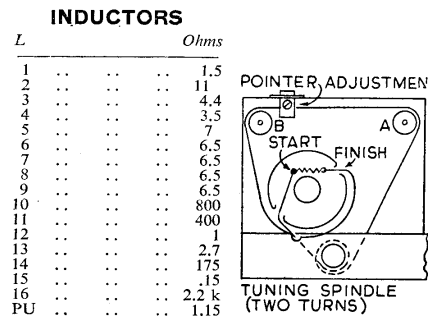 INDUCTORS
L Ohms
1 .. .. .. 1.5
2 .. .. .. 11
3 .. .. .. 4.4
4 .. .. .. 3.5
5 .. .. .. 7
6 .. .. .. 6.5
7 .. .. .. 6.5
8 .. .. .. 6.5
9 .. .. .. 6.5
10 .. .. .. 800
11 .. .. .. 400
12 .. .. .. 1
13 .. .. .. 2.7
14 .. .. .. 175
15 .. .. .. .15
16 .. .. .. 2.2 k
PU .. .. .. 1.15
POINTER ADJUSTMEN
B A
START
FINISH
TUNING SPINDLE
(TWO TURNS)